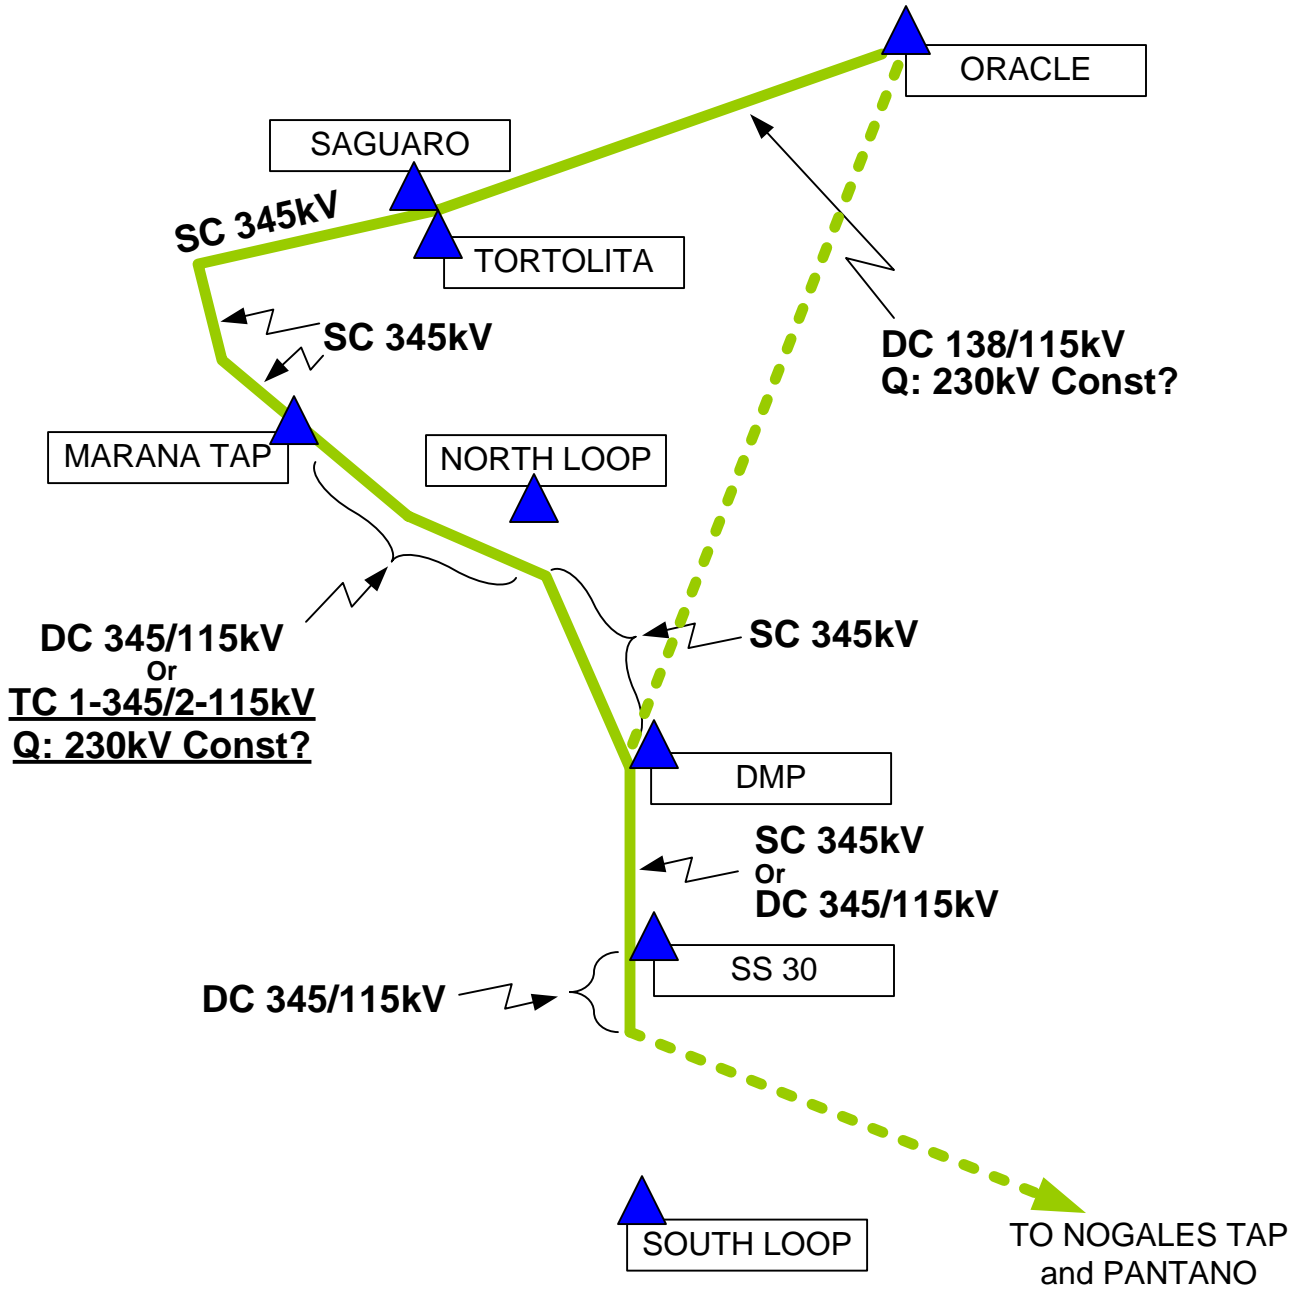 ORACLE
SAGUARO
SC 345kV
TORTOLITA
SC 345kV
DC 138/115kV
Q: 230kV Const?
MARANA TAP
NORTH LOOP
DC 345/115kV
Or
TC 1-345/2-115kV
Q: 230kV Const?
SC 345kV
DMP
SC 345kV
Or
DC 345/115kV
SS 30
DC 345/115kV
SOUTH LOOP
TO NOGALES TAP
and PANTANO